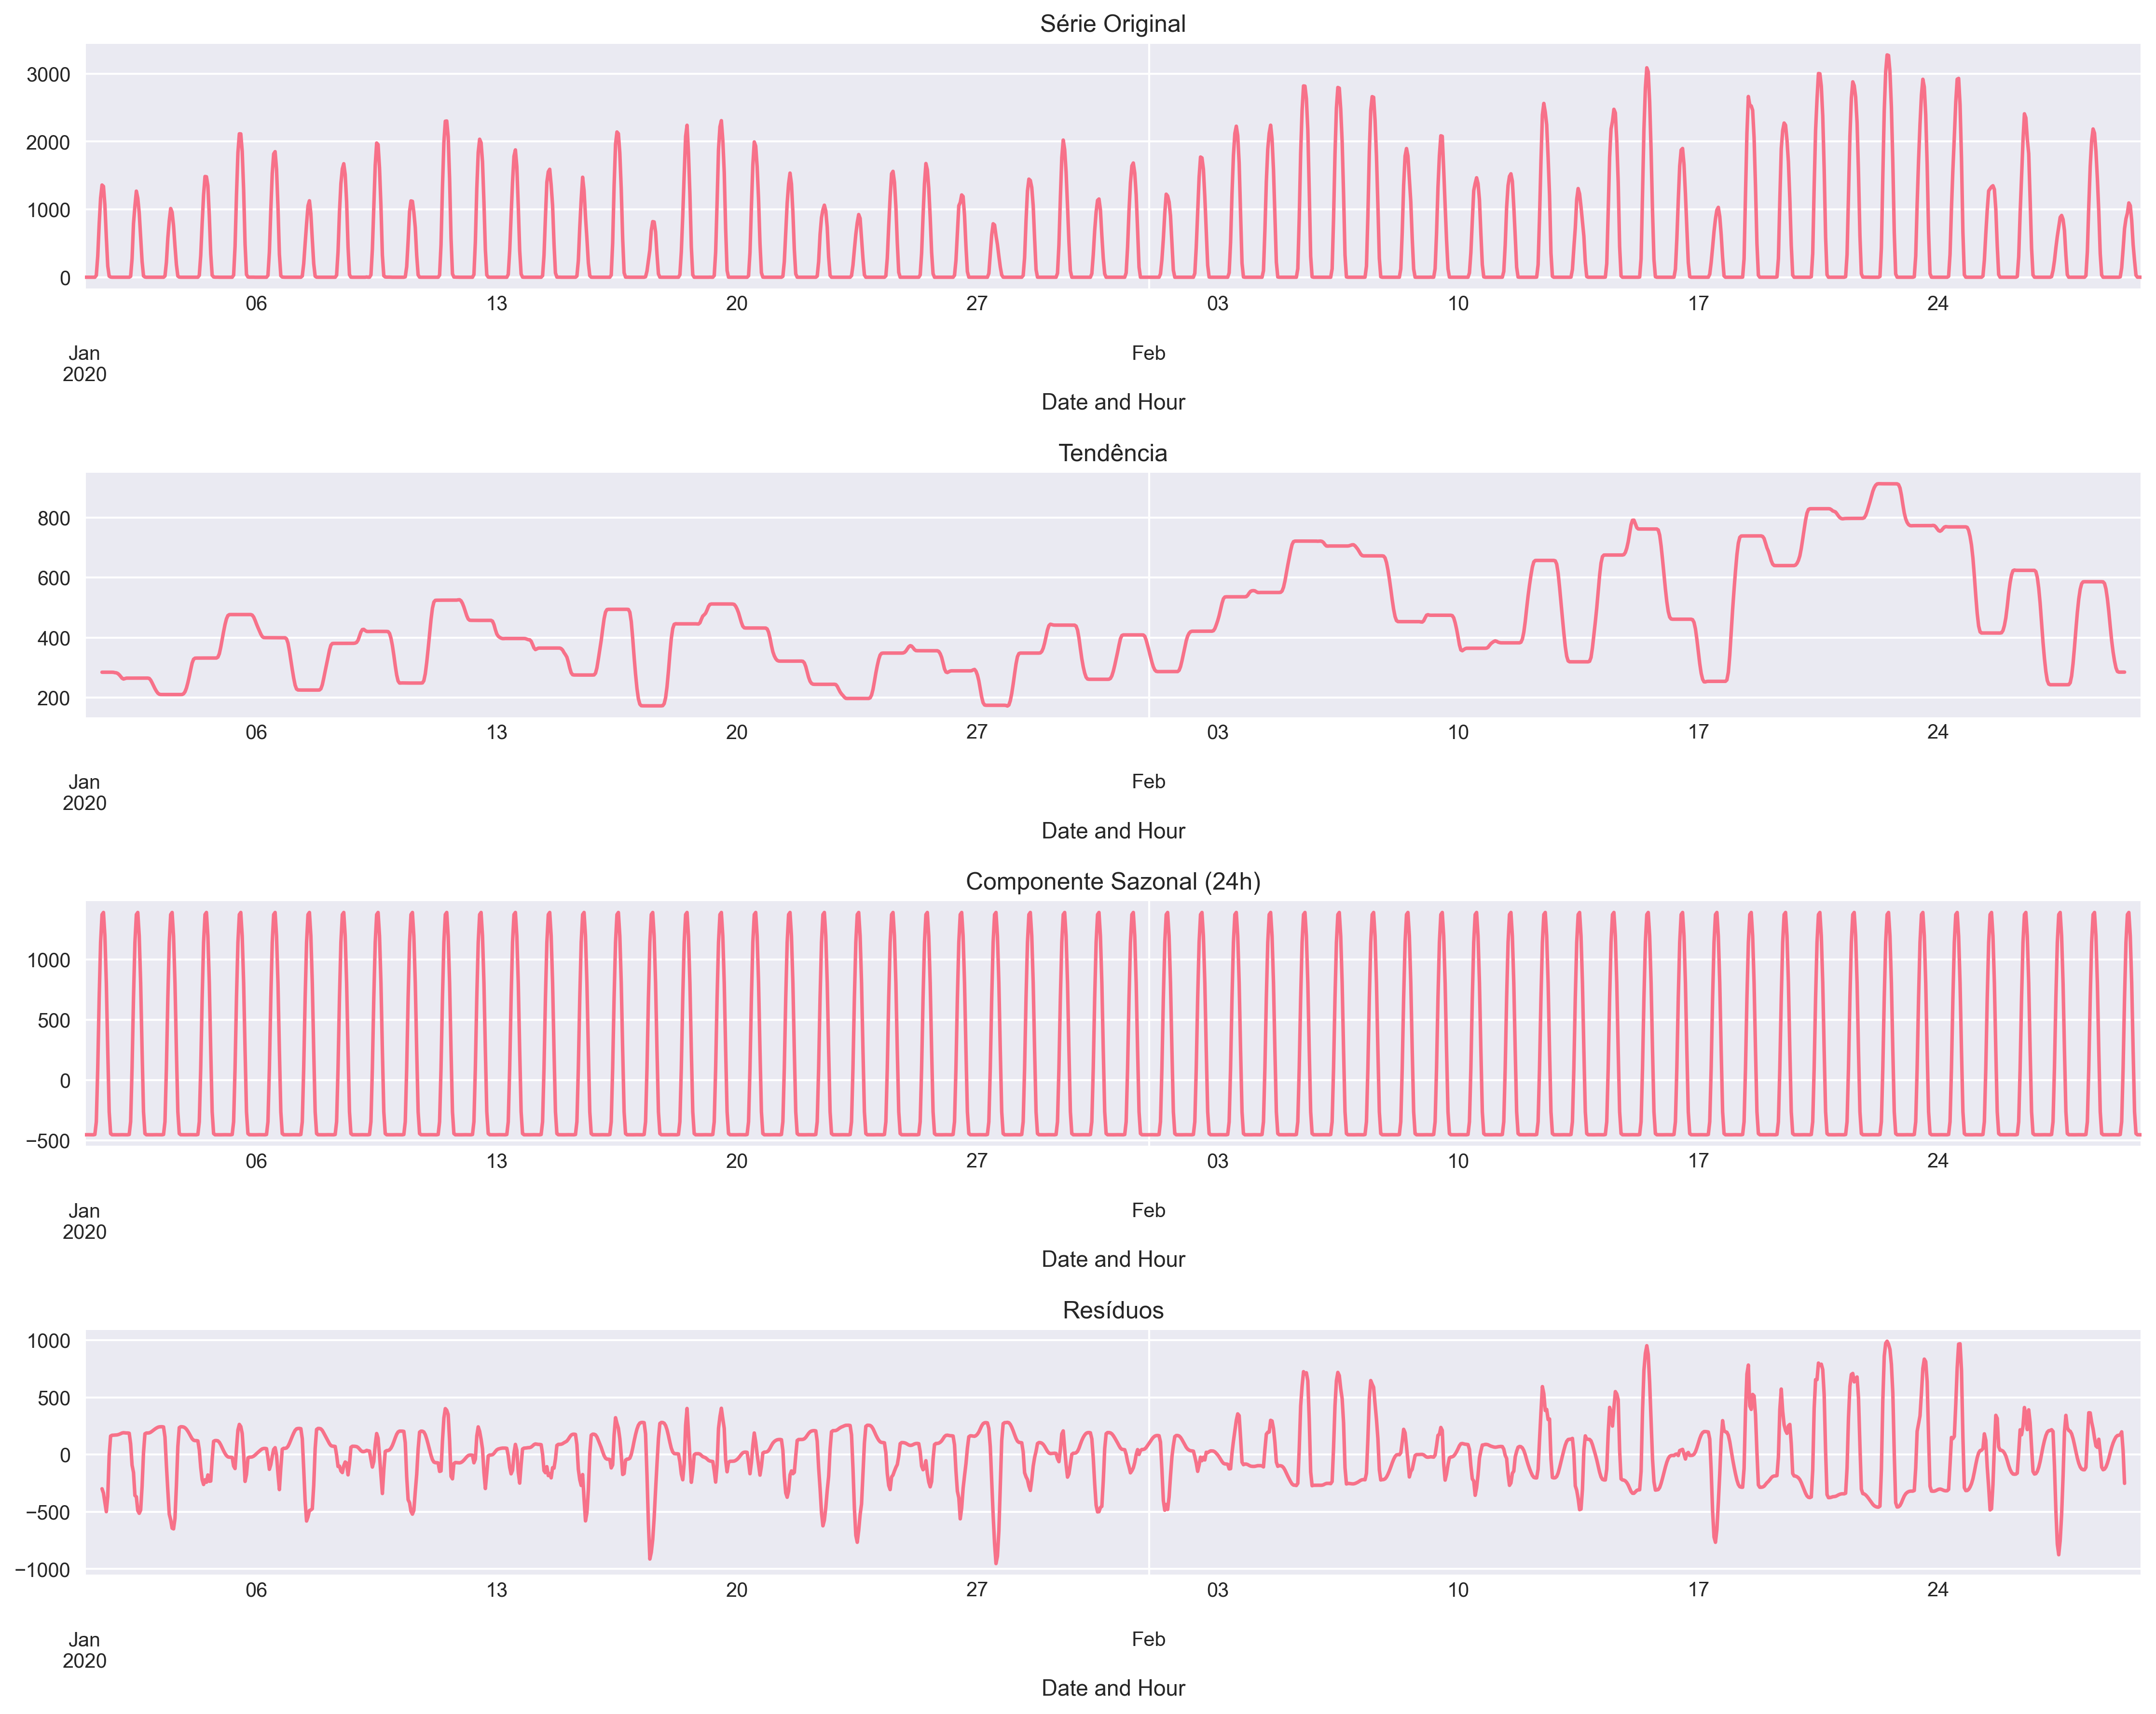 Série Original
3000
2000
1000
0
06 13 20 27 03 10 17 24
Jan Feb
2020
Date and Hour
Tendência
800
600
400
200
06 13 20 27 03 10 17 24
Jan Feb
2020
Date and Hour
Componente Sazonal (24h)
1000
500
0
−500
06 13 20 27 03 10 17 24
Jan Feb
2020
Date and Hour
Resíduos
1000
500
0
−500
−1000
06 13 20 27 03 10 17 24
Jan Feb
2020
Date and Hour